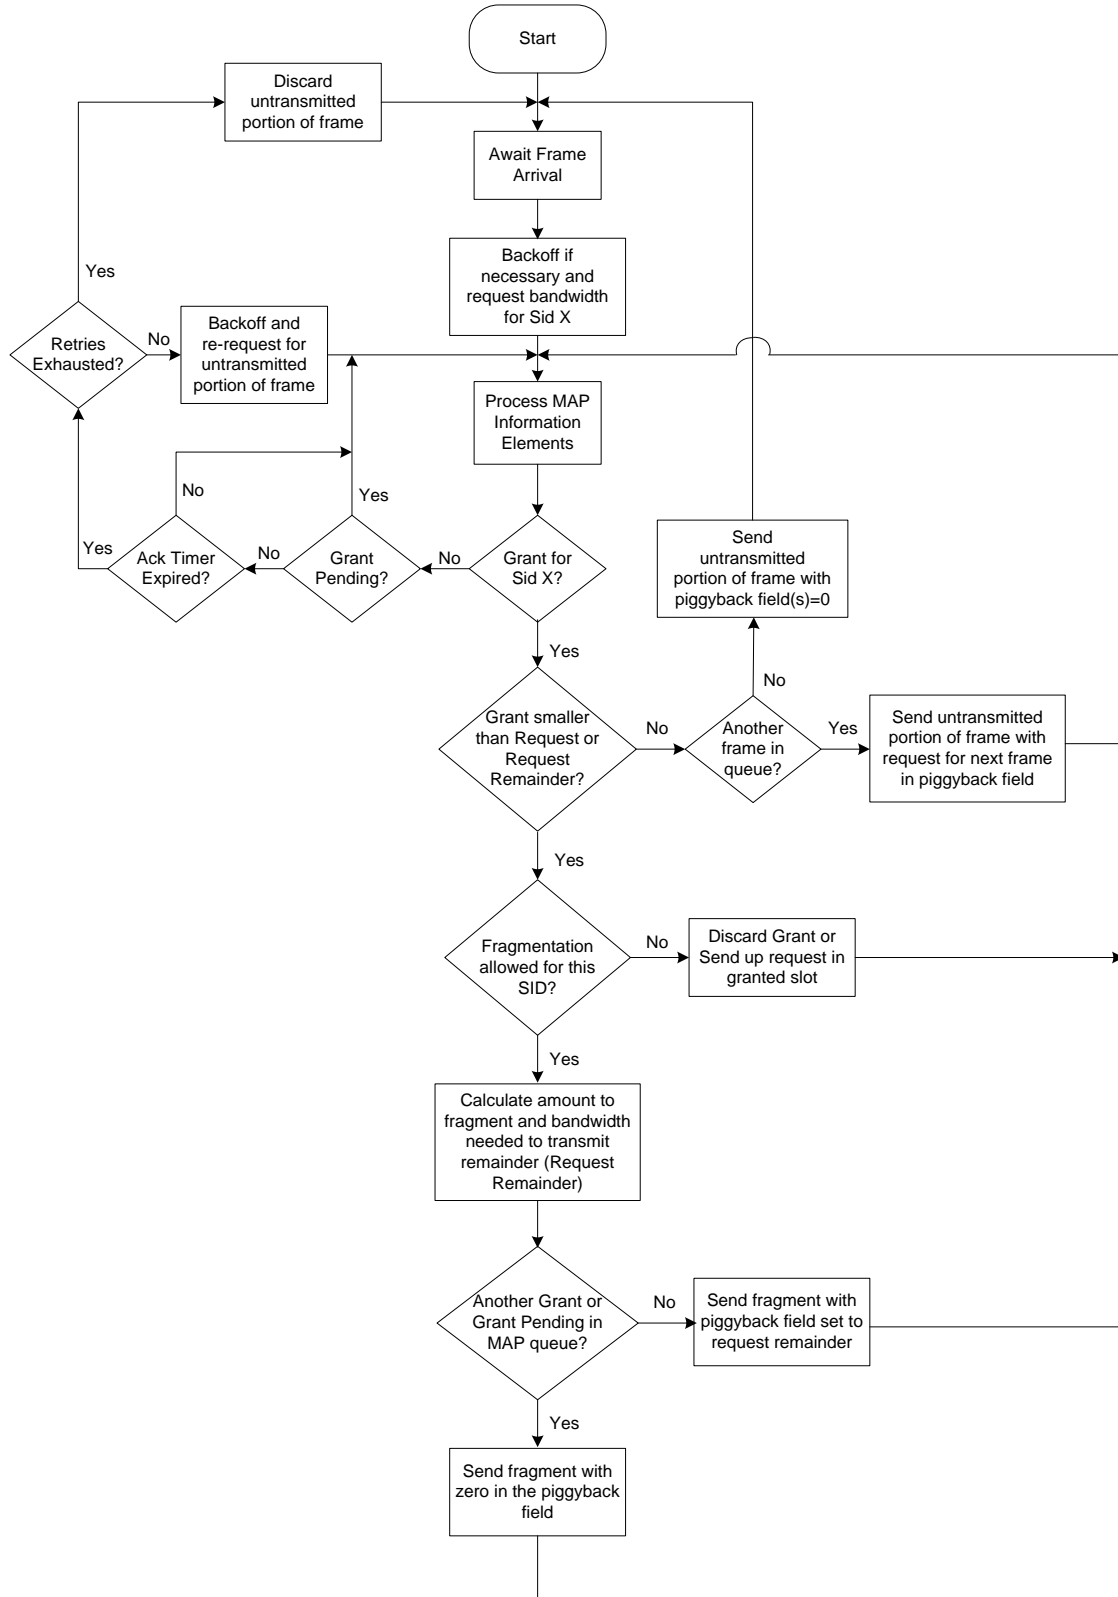 Start
Discard
untransmitted
portion of frame
Await Frame
Arrival
Backoff if
necessary and
request bandwidth
for Sid X
Yes
Retries
Exhausted?
No
Backoff and
re-request for
untransmitted
portion of frame
Process MAP
Information
Elements
No
Yes
Yes
Ack Timer
Expired?
No
Grant
Pending?
No
Grant for
Sid X?
Send
untransmitted
portion of frame with
piggyback field(s)=0
Yes
No
Grant smaller
than Request or
Request
Remainder?
No
Another
frame in
queue?
Yes
Send untransmitted
portion of frame with
request for next frame
in piggyback field
Yes
Fragmentation
allowed for this
SID?
No
Discard Grant or
Send up request in
granted slot
Yes
Calculate amount to
fragment and bandwidth
needed to transmit
remainder (Request
Remainder)
Another Grant or
Grant Pending in
MAP queue?
No
Send fragment with
piggyback field set to
request remainder
Yes
Send fragment with
zero in the piggyback
field